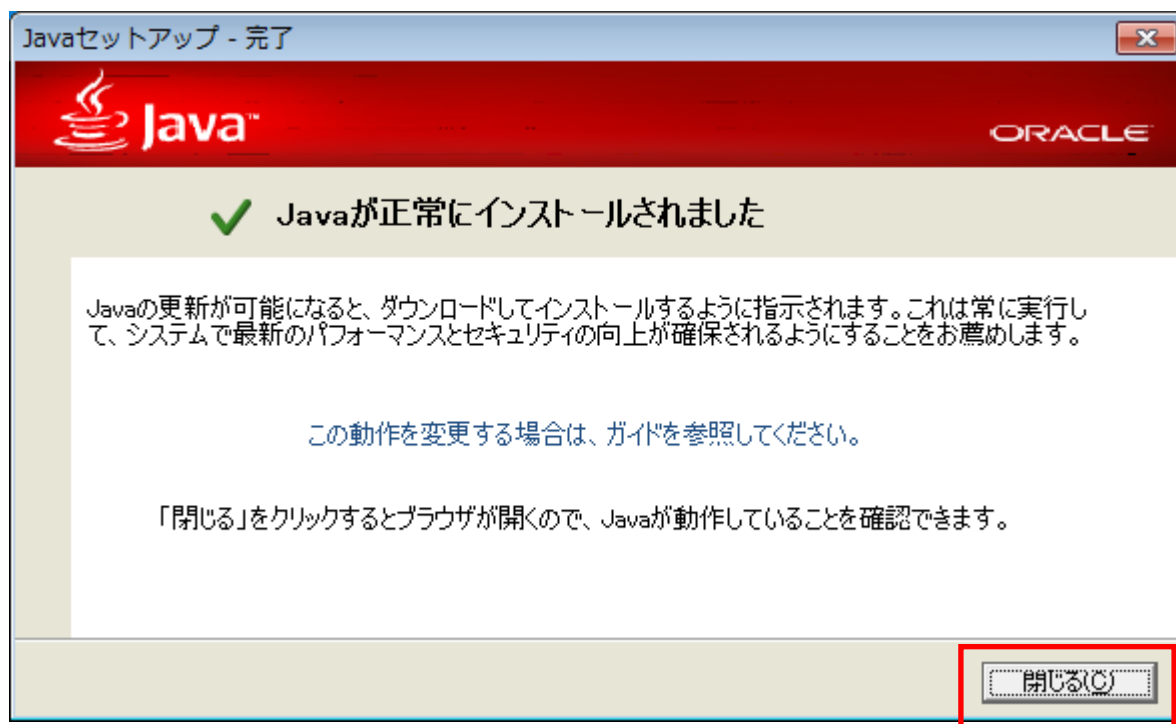 Javaセットアップ - 完了
Java™
ORACLE
Javaが正常にインストールされました
Javaの更新が可能になると、ダウンロードしてインストールするように指示されます。これは常に実行し
て、システムで最新のパフォーマンスとセキュリティの向上が確保されるようにすることをお薦めします。
この動作を変更する場合は、ガイドを参照してください。
「閉じる」をクリックするとブラウザが開くので、Javaが動作していることを確認できます。
閉じる(C)